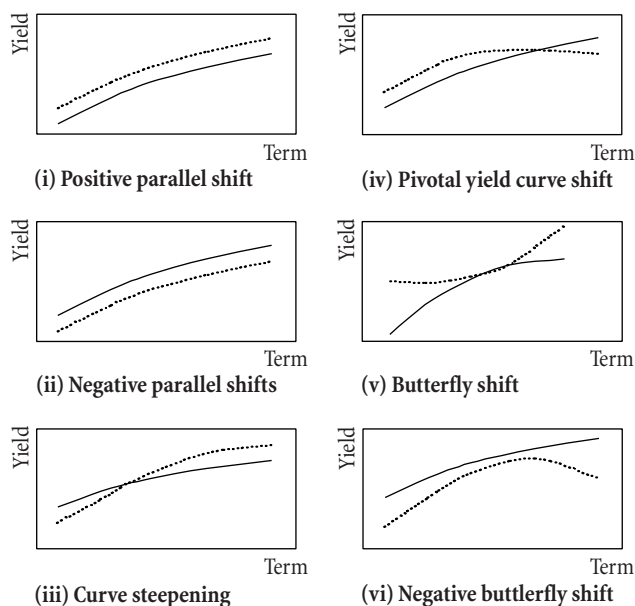 Yield
Term
(i) Positive parallel shift
Yield
Term
(iv) Pivotal yield curve shift
Yield
Term
(ii) Negative parallel shifts
Yield
Term
(v) Butterfly shift
Yield
Term
(iii) Curve steepening
Yield
Term
(vi) Negative buttlerfly shift